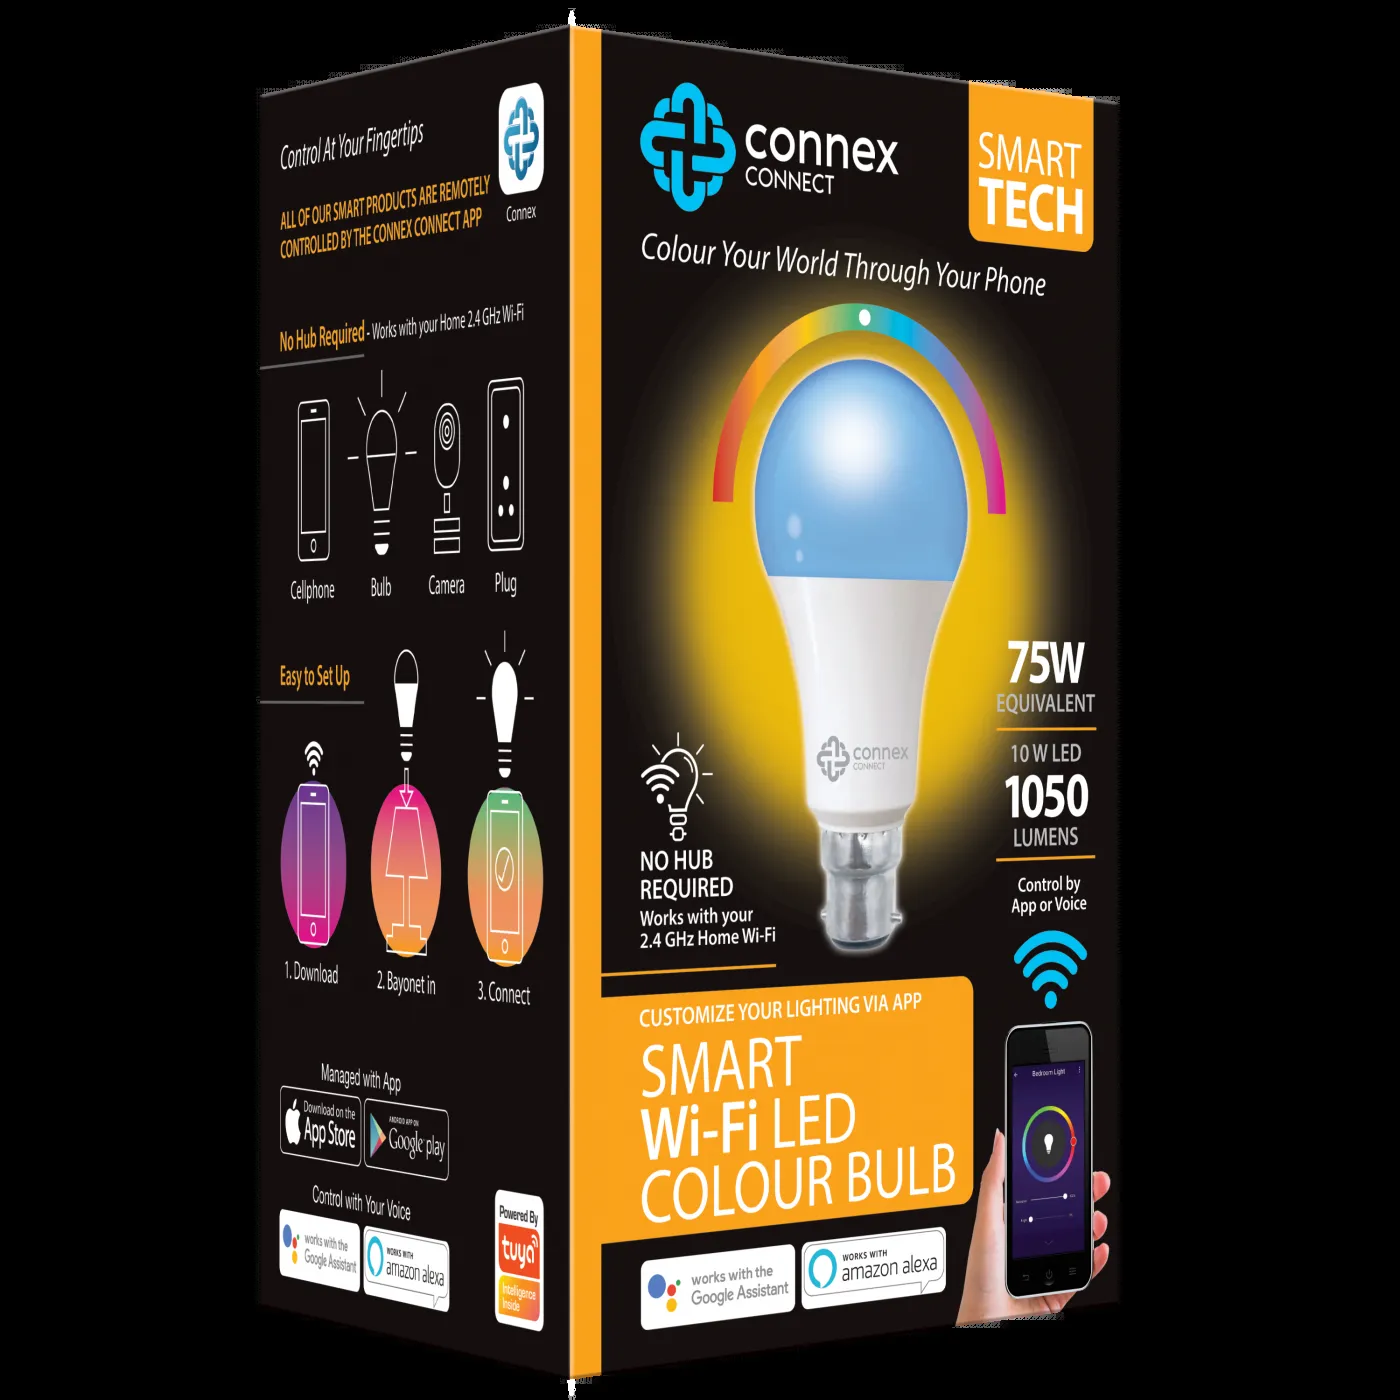 Control At Your Fingertips
ALL OF OUR SMART PRODUCTS ARE REMOTELY
CONTROLLED BY THE CONNEX CONNECT APP
Connex
No Hub Required - Works with your Home 2.4 GHz Wi-Fi
Cellphone
Bulb
Camera
Plug
Easy to Set Up
1. Download
2. Bayonet in
3. Connect
Managed with App
Download on the
App Store
ANDROID APP ON
Google play
Control with Your Voice
works with the
Google Assistant
WORKS WITH
amazon alexa
Powered By
tuya
Intelligence
Inside
connex
CONNECT
SMART
TECH
Colour Your World Through Your Phone
connex
CONNECT
75W
EQUIVALENT
10 W LED
1050
LUMENS
Control by
App or Voice
NO HUB
REQUIRED
Works with your
2.4 GHz Home Wi-Fi
CUSTOMIZE YOUR LIGHTING VIA APP
SMART
Wi-Fi LED
COLOUR BULB
Bedroom Light
works with the
Google Assistant
WORKS WITH
amazon alexa